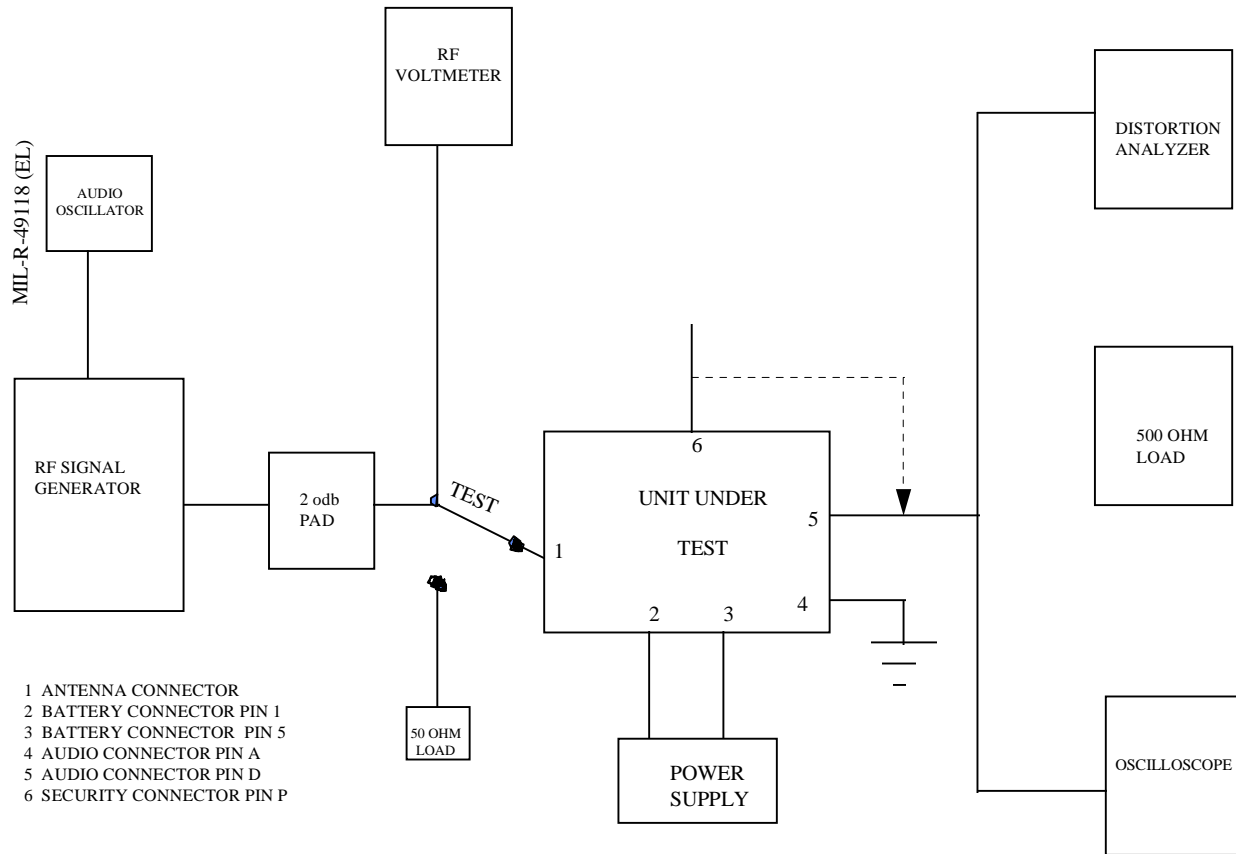 RF
VOLTMETER
DISTORTION
ANALYZER
MIL-R-49118 (EL)
AUDIO
OSCILLATOR
RF SIGNAL
GENERATOR
2 odb
PAD
TEST
1
6
UNIT UNDER
TEST
5
4
2
3
500 OHM
LOAD
1 ANTENNA CONNECTOR
2 BATTERY CONNECTOR PIN 1
3 BATTERY CONNECTOR PIN 5
4 AUDIO CONNECTOR PIN A
5 AUDIO CONNECTOR PIN D
6 SECURITY CONNECTOR PIN P
50 OHM
LOAD
POWER
SUPPLY
OSCILLOSCOPE